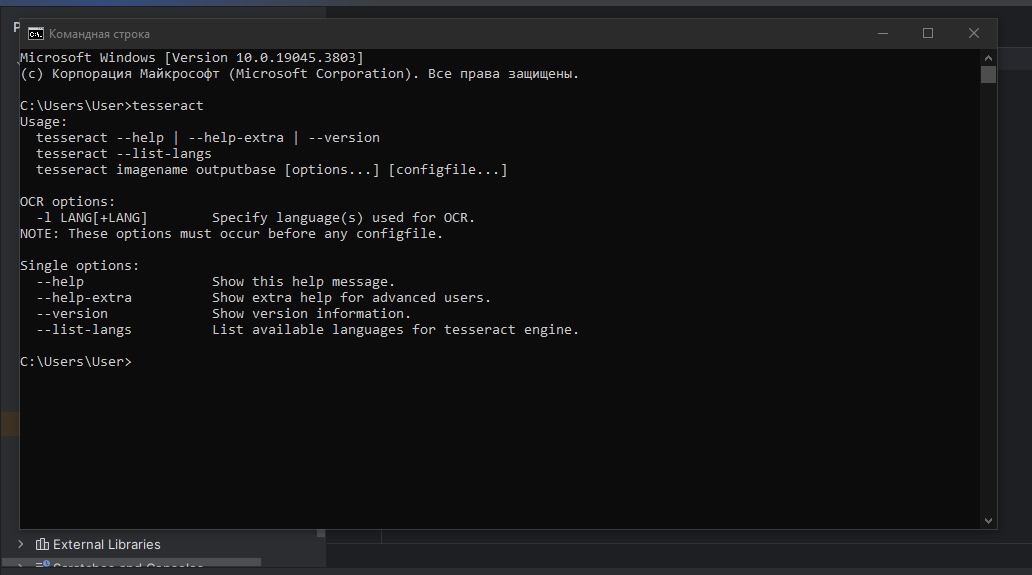 P
Командная строка
Microsoft Windows [Version 10.0.19045.3803]
(c) Корпорация Майкрософт (Microsoft Corporation). Все права защищены.
C:\Users\User>tesseract
Usage:
  tesseract --help | --help-extra | --version
  tesseract --list-langs
  tesseract imagename outputbase [options...] [configfile...]
OCR options:
  -l LANG[+LANG]        Specify language(s) used for OCR.
NOTE: These options must occur before any configfile.
Single options:
  --help                Show this help message.
  --help-extra          Show extra help for advanced users.
  --version             Show version information.
  --list-langs          List available languages for tesseract engine.
C:\Users\User>
External Libraries
Scratches and Consoles